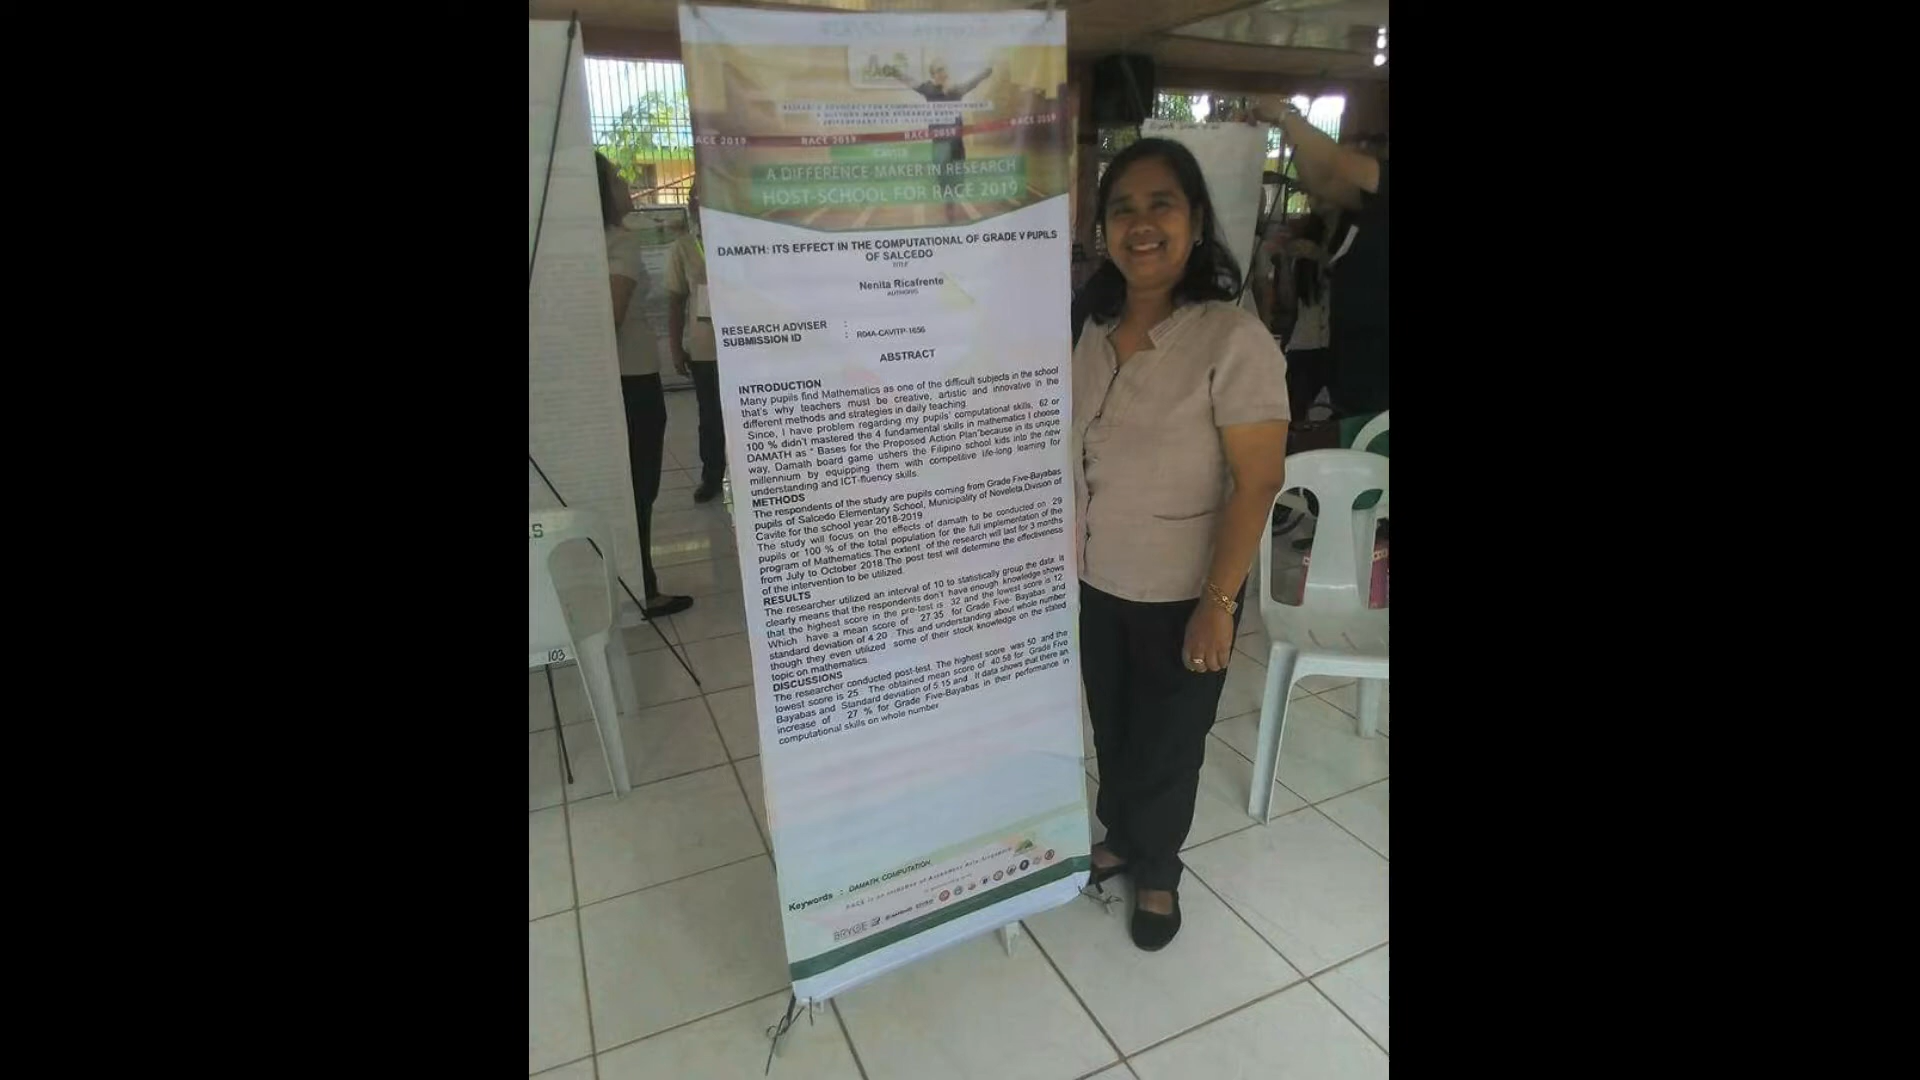 RACE
RESEARCH ADVOCACY FOR COMMUNITY EMPOWERMENT
A HISTORY-MAKER RESEARCH EVENT
ACE 2019 RACE 2019 RACE 2019 RACE 2019
A DIFFERENCE-MAKER IN RESEARCH
HOST-SCHOOL FOR RACE 2019
DAMATH: ITS EFFECT IN THE COMPUTATIONAL OF GRADE V PUPILS
OF SALCEDO
TITLE
Nenita Ricafrente
AUTHOR(S)
RESEARCH ADVISER :
SUBMISSION ID : R04A-CAVITP-1656
ABSTRACT
INTRODUCTION
Many pupils find Mathematics as one of the difficult subjects in the school
that's why teachers must be creative, artistic and innovative in the
different methods and strategies in daily teaching.
Since, I have problem regarding my pupils' computational skills, 62 or
100 % didn't mastered the 4 fundamental skills in mathematics I choose
DAMATH as " Bases for the Proposed Action Plan"because in its unique
way, Damath board game ushers the Filipino school kids into the new
millennium by equipping them with competitive life-long learning for
understanding and ICT-fluency skills.
METHODS
The respondents of the study are pupils coming from Grade Five-Bayabas
pupils of Salcedo Elementary School, Municipality of Noveleta,Division of
Cavite for the school year 2018-2019.
The study will focus on the effects of damath to be conducted on 29
pupils or 100 % of the total population for the full implementation of the
program of Mathematics.The extent of the research will last for 3 months
from July to October 2018.The post test will determine the effectiveness
of the intervention to be utilized.
RESULTS
The researcher utilized an interval of 10 to statistically group the data. It
clearly means that the respondents don't have enough knowledge shows
that the highest score in the pre-test is 32 and the lowest score is 12.
Which have a mean score of 27.35 for Grade Five- Bayabas and
standard deviation of 4.20 . This and understanding about whole number
though they even utilized some of their stock knowledge on the stated
topic on mathematics.
DISCUSSIONS
The researcher conducted post-test. The highest score was 50 and the
lowest score is 25 . The obtained mean score of 40.58 for Grade Five
Bayabas and Standard deviation of 5.15 and . It data shows that there an
increase of 27 % for Grade Five-Bayabas in their performance in
computational skills on whole number.
Keywords : DAMATH, COMPUTATION,
S
103